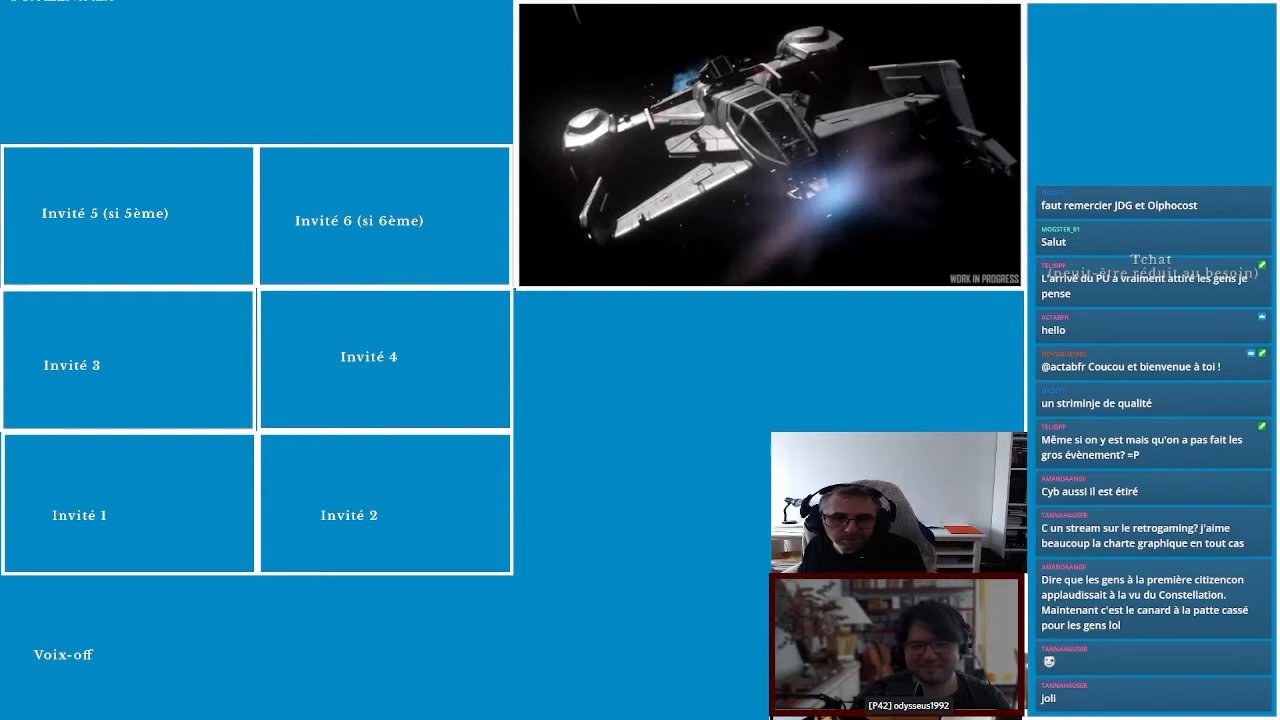 Invité 5 (si 5ème)
Invité 6 (si 6ème)
Invité 3
Invité 4
Invité 1
Invité 2
Voix-off
WORK IN PROGRESS
[P42] odysseus1992
faut remercier JDG et Olphocost
MOGSTER_81
Salut
Tchat
(peuit-être réduit au besoin)
TELIOPP
L'arrivé du PU a vraiment attiré les gens je
pense
ACTABFR
hello
ODYSSEUS1992
@actabfr Coucou et bienvenue à toi !
un striminje de qualité
TELIOPP
Même si on y est mais qu'on a pas fait les
gros évènement? =P
AMANDAANGE
Cyb aussi il est étiré
TANNAHAUSER
C un stream sur le retrogaming? j'aime
beaucoup la charte graphique en tout cas
AMANDAANGE
Dire que les gens à la première citizencon
applaudissait à la vu du Constellation.
Maintenant c'est le canard à la patte cassé
pour les gens lol
TANNAHAUSER
TANNAHAUSER
joli